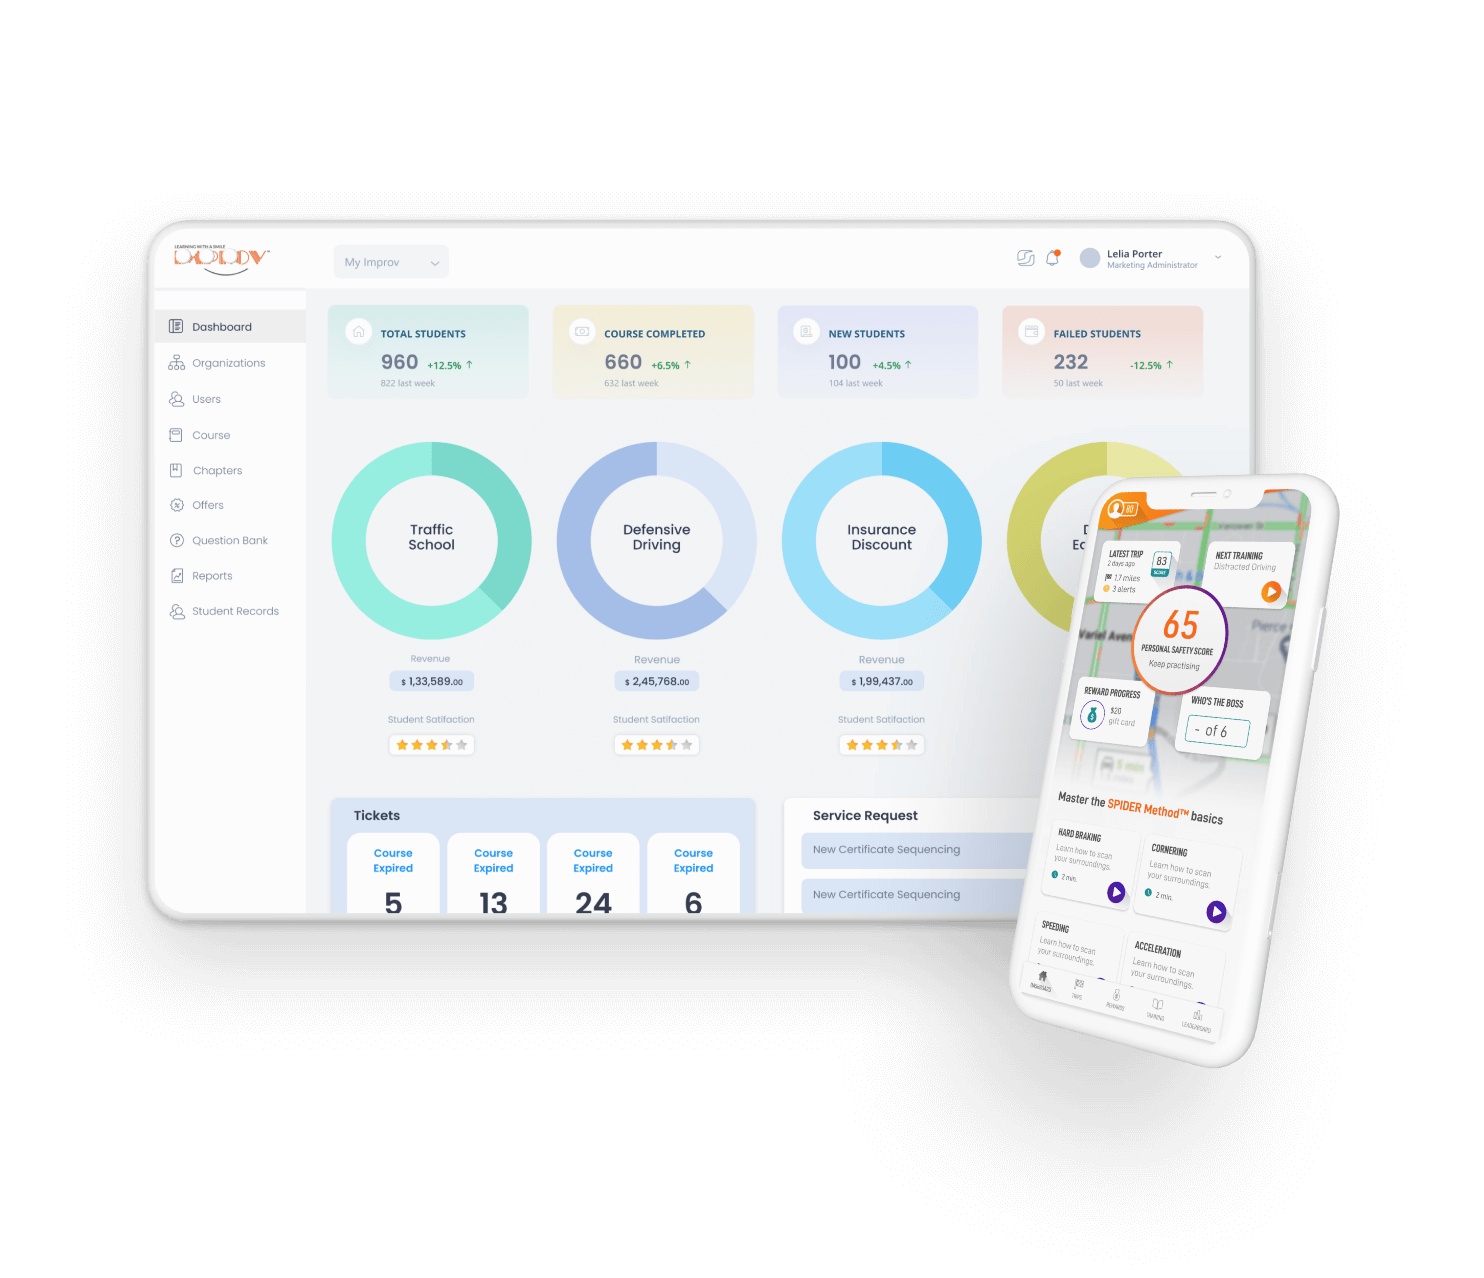 LEARNING WITH A SMILE
IMPROV™
My Improv
Lelia Porter
Marketing Administrator
Dashboard
Organizations
Users
Course
Chapters
Offers
Question Bank
Reports
Student Records
TOTAL STUDENTS
960 +12.5% ↑
822 last week
COURSE COMPLETED
660 +6.5% ↑
632 last week
NEW STUDENTS
100 +4.5% ↑
104 last week
FAILED STUDENTS
232 -12.5% ↑
50 last week
Traffic
School
Revenue
$ 1,33,589.00
Student Satifaction
Defensive
Driving
Revenue
$ 2,45,768.00
Student Satifaction
Insurance
Discount
Revenue
$ 1,99,437.00
Student Satifaction
Tickets
Course
Expired
5
Course
Expired
13
Course
Expired
24
Course
Expired
6
Service Request
New Certificate Sequencing
New Certificate Sequencing
LATEST TRIP
2 days ago
83
SCORE
1.7 miles
3 alerts
NEXT TRAINING
Distracted Driving
Variel Aven
Pierce
65
PERSONAL SAFETY SCORE
Keep practising
REWARD PROGRESS
$20
gift card
WHO'S THE BOSS
- of 6
5 min
Master the SPIDER Method™ basics
HARD BRAKING
Learn how to scan
your surroundings.
2 min.
CORNERING
Learn how to scan
your surroundings.
2 min.
SPEEDING
Learn how to scan
your surroundings.
ACCELERATION
Learn how to scan
your surroundings.
TRIPS
REWARDS
TRAINING
LEADERBOARD